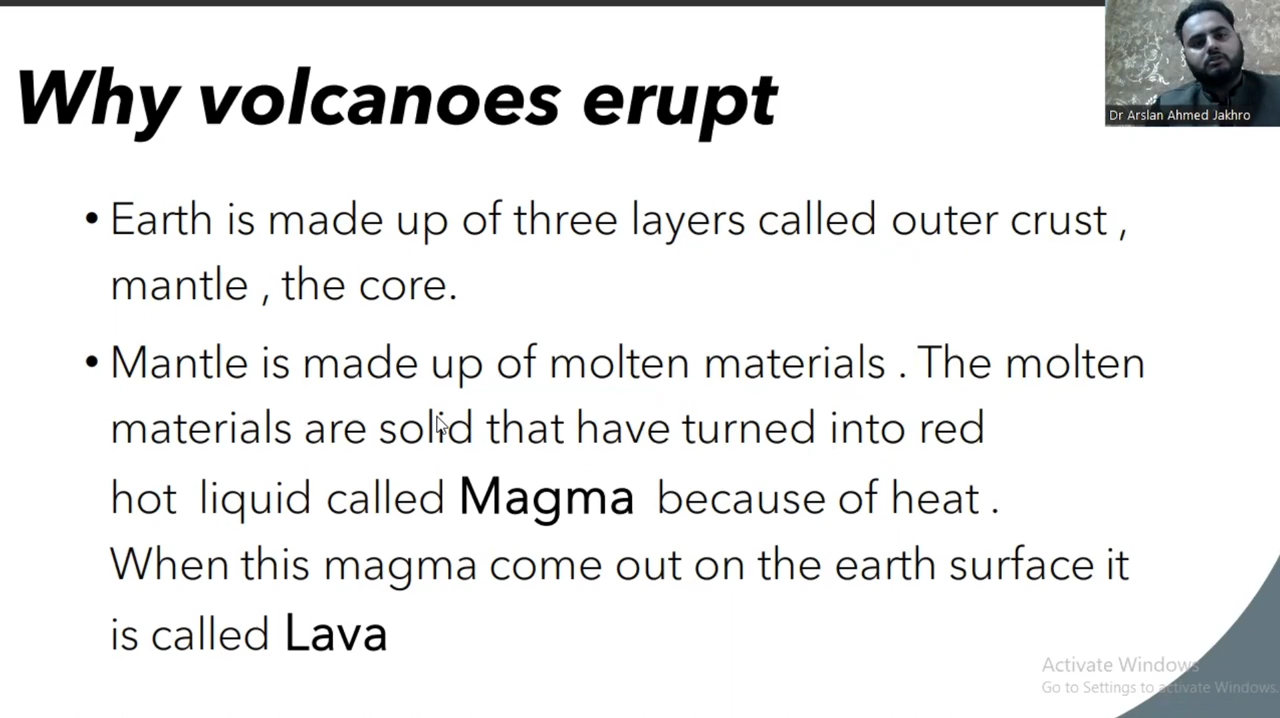 Why volcanoes erupt
Dr Arslan Ahmed Jakhro
• Earth is made up of three layers called outer crust ,
mantle , the core.
• Mantle is made up of molten materials . The molten
materials are solid that have turned into red
hot liquid called Magma because of heat .
When this magma come out on the earth surface it
is called Lava
Activate Windows
Go to Settings to activate Windows.